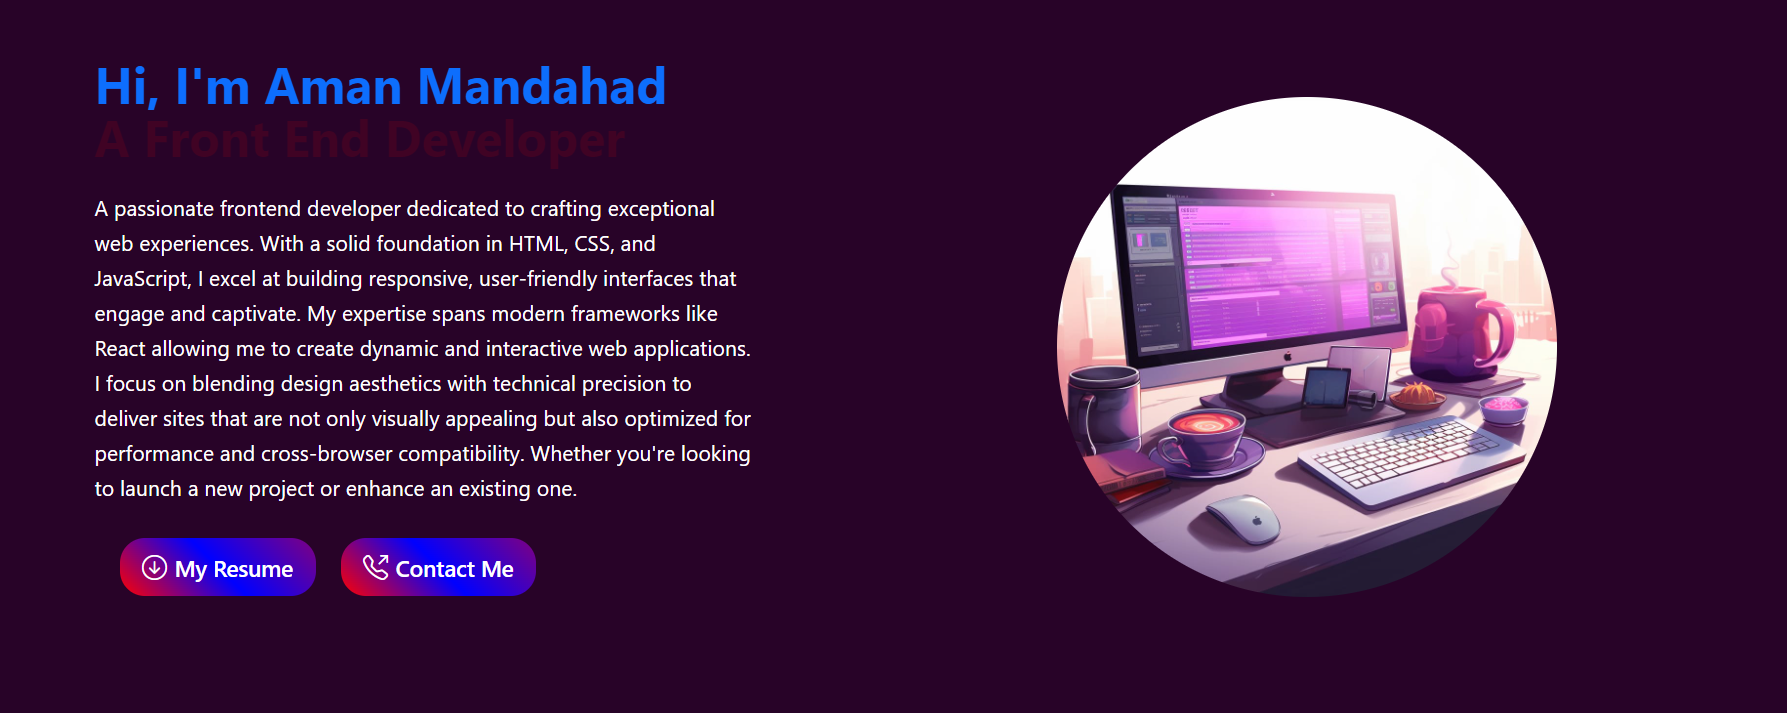 Hi, I'm Aman Mandahad
A Front End Developer
A passionate frontend developer dedicated to crafting exceptional
web experiences. With a solid foundation in HTML, CSS, and
JavaScript, I excel at building responsive, user-friendly interfaces that
engage and captivate. My expertise spans modern frameworks like
React allowing me to create dynamic and interactive web applications.
I focus on blending design aesthetics with technical precision to
deliver sites that are not only visually appealing but also optimized for
performance and cross-browser compatibility. Whether you're looking
to launch a new project or enhance an existing one.
My Resume
Contact Me